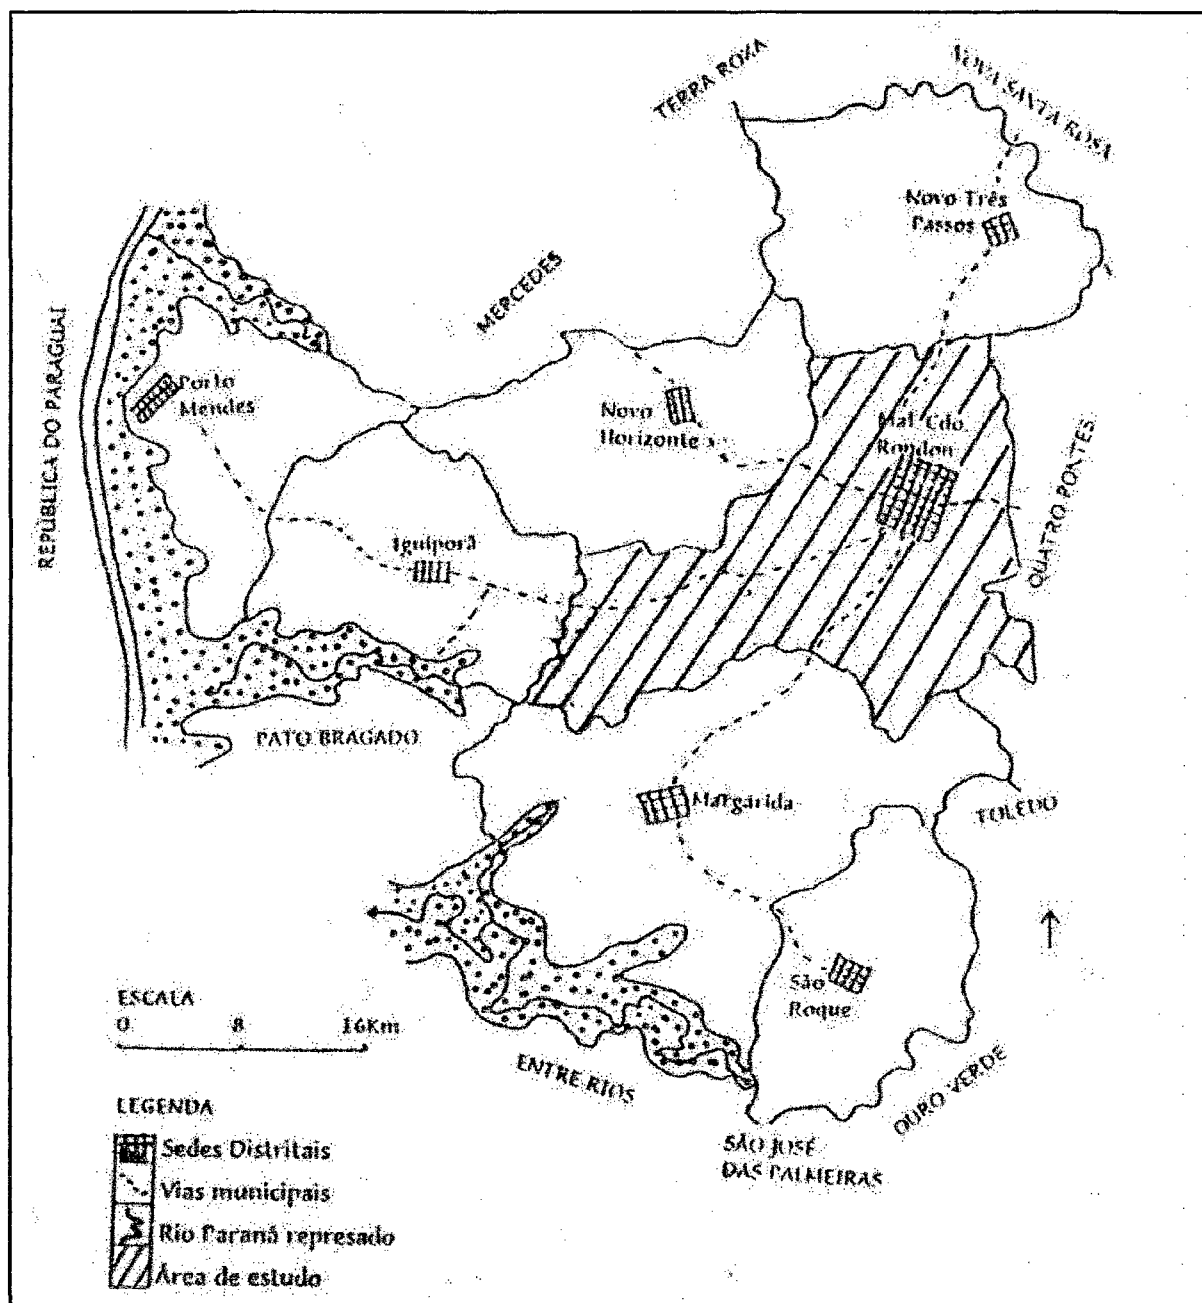 TERRA ROXA
NOVA SANTA ROSA
Novo Três
Passos
MERCEDES
REPÚBLICA DO PARAGUAI
Porto
Mendes
Novo
Horizonte
Mal. Cdo.
Rondon
QUATRO PONTES
Iguiporã
PATO BRAGADO
Margarida
TOLEDO
São
Roque
ESCALA
0 8 16Km
ENTRE RIOS
OURO VERDE
SÃO JOSÉ
DAS PALMEIRAS
LEGENDA
Sedes Distritais
Vias municipais
Rio Paraná represado
Área de estudo